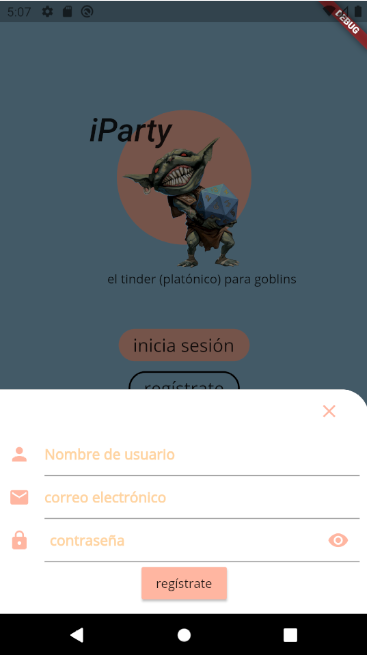 5:07
DEBUG
iParty
el tinder (platónico) para goblins
inicia sesión
regístrate
Nombre de usuario
correo electrónico
contraseña
regístrate